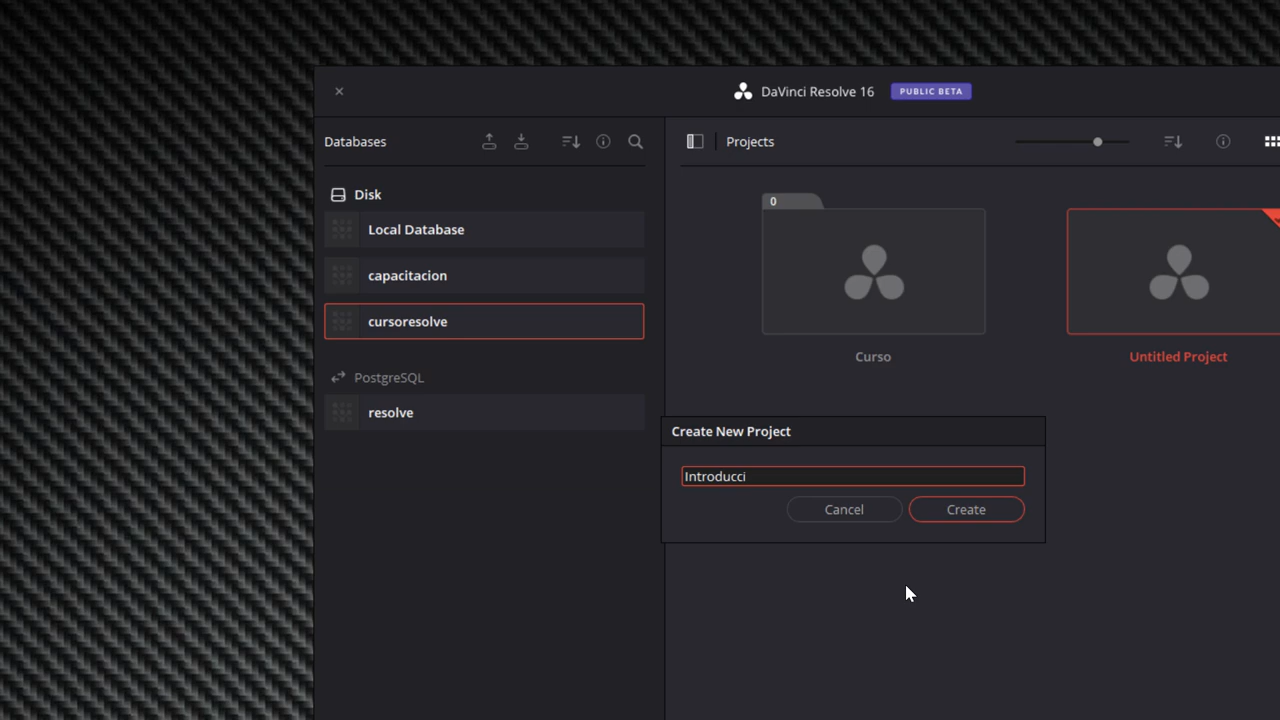 DaVinci Resolve 16 PUBLIC BETA
Databases
Projects
Disk
Local Database
capacitacion
cursoresolve
PostgreSQL
resolve
0
Curso
Untitled Project
Create New Project
Introducci
Cancel
Create